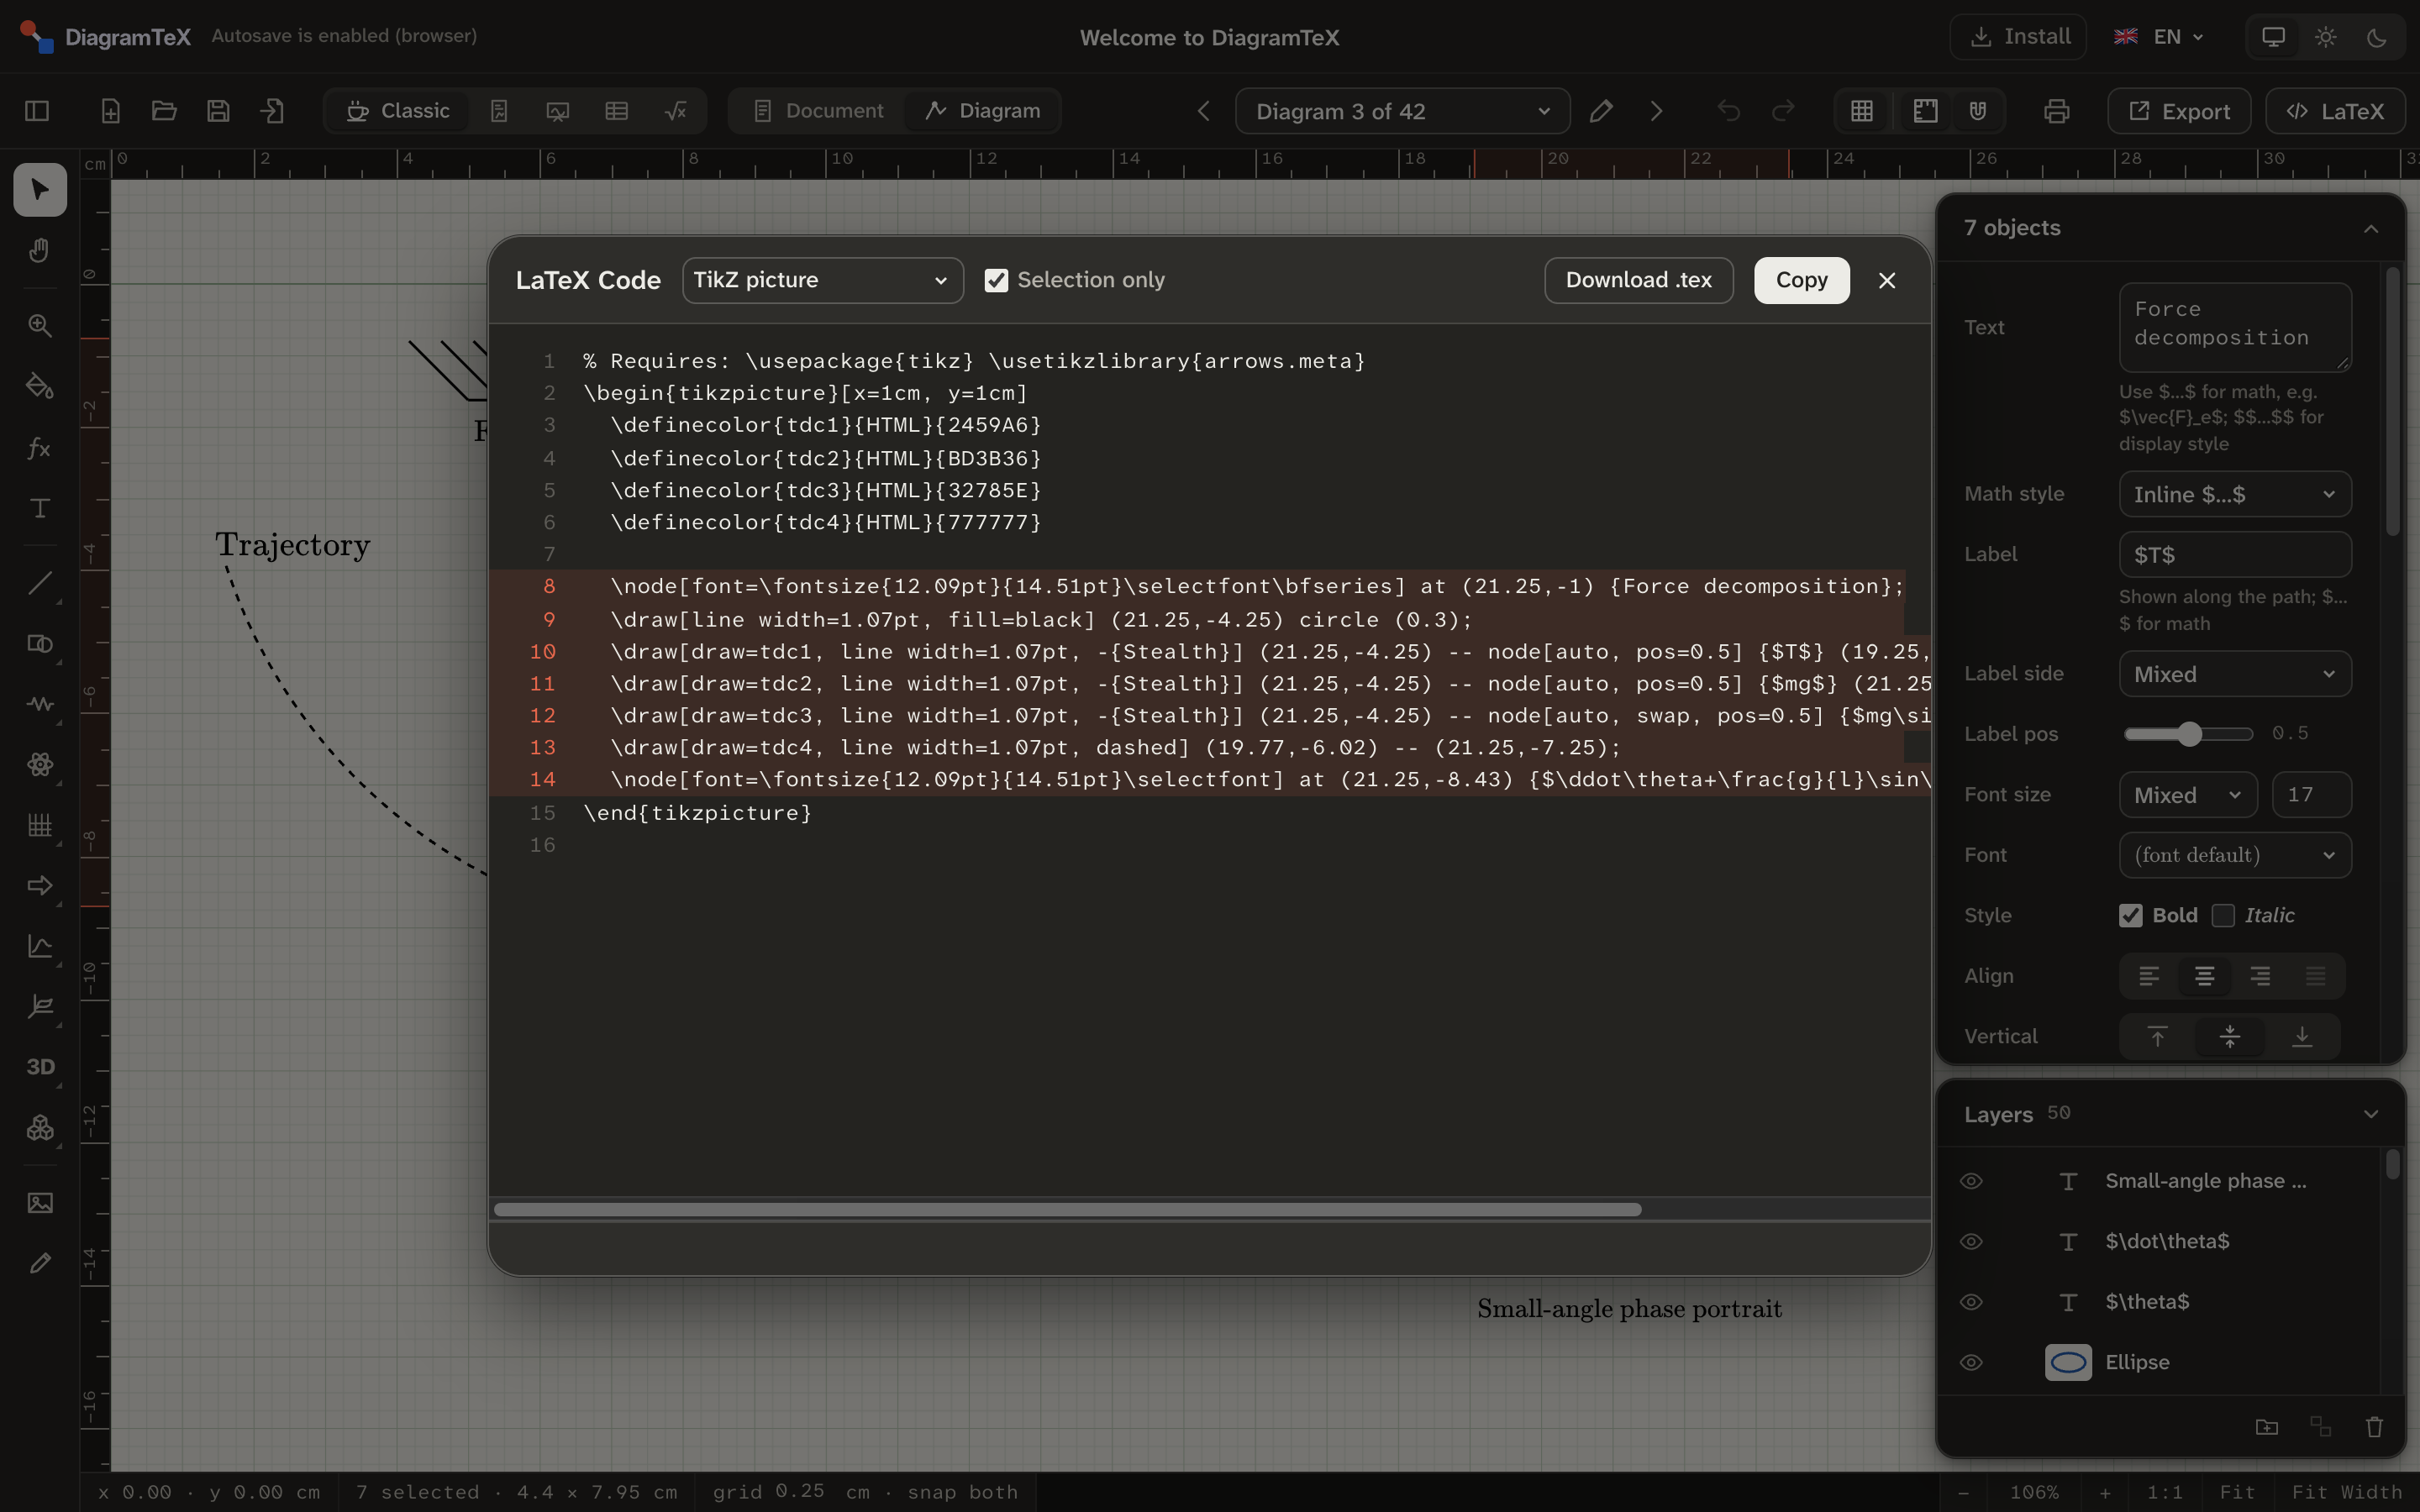 DiagramTeX Autosave is enabled (browser) Welcome to DiagramTeX Install EN
Classic Document Diagram Diagram 3 of 42 Export LaTeX
cm 0 2 4 6 8 10 12 14 16 18 20 22 24 26 28 30
0
-2
-4
-6
-8
-10
-12
-14
-16
fx
T
3D
Trajectory
LaTeX Code TikZ picture Selection only Download .tex Copy
1 % Requires: \usepackage{tikz} \usetikzlibrary{arrows.meta}
2 \begin{tikzpicture}[x=1cm, y=1cm]
3 \definecolor{tdc1}{HTML}{2459A6}
4 \definecolor{tdc2}{HTML}{BD3B36}
5 \definecolor{tdc3}{HTML}{32785E}
6 \definecolor{tdc4}{HTML}{777777}
7
8 \node[font=\fontsize{12.09pt}{14.51pt}\selectfont\bfseries] at (21.25,-1) {Force decomposition};
9 \draw[line width=1.07pt, fill=black] (21.25,-4.25) circle (0.3);
10 \draw[draw=tdc1, line width=1.07pt, -{Stealth}] (21.25,-4.25) -- node[auto, pos=0.5] {$T$} (19.25,
11 \draw[draw=tdc2, line width=1.07pt, -{Stealth}] (21.25,-4.25) -- node[auto, pos=0.5] {$mg$} (21.25
12 \draw[draw=tdc3, line width=1.07pt, -{Stealth}] (21.25,-4.25) -- node[auto, swap, pos=0.5] {$mg\si
13 \draw[draw=tdc4, line width=1.07pt, dashed] (19.77,-6.02) -- (21.25,-7.25);
14 \node[font=\fontsize{12.09pt}{14.51pt}\selectfont] at (21.25,-8.43) {$\ddot\theta+\frac{g}{l}\sin\
15 \end{tikzpicture}
16
Small-angle phase portrait
7 objects
Text Force
decomposition
Use $...$ for math, e.g.
$\vec{F}_e$; $$...$$ for
display style
Math style Inline $...$
Label $T$
Shown along the path; $...
$ for math
Label side Mixed
Label pos 0.5
Font size Mixed 17
Font (font default)
Style Bold Italic
Align
Vertical
Layers 50
T Small-angle phase ...
T $\dot\theta$
T $\theta$
Ellipse
x 0.00 · y 0.00 cm 7 selected · 4.4 × 7.95 cm grid 0.25 cm · snap both − 106% + 1:1 Fit Fit Width